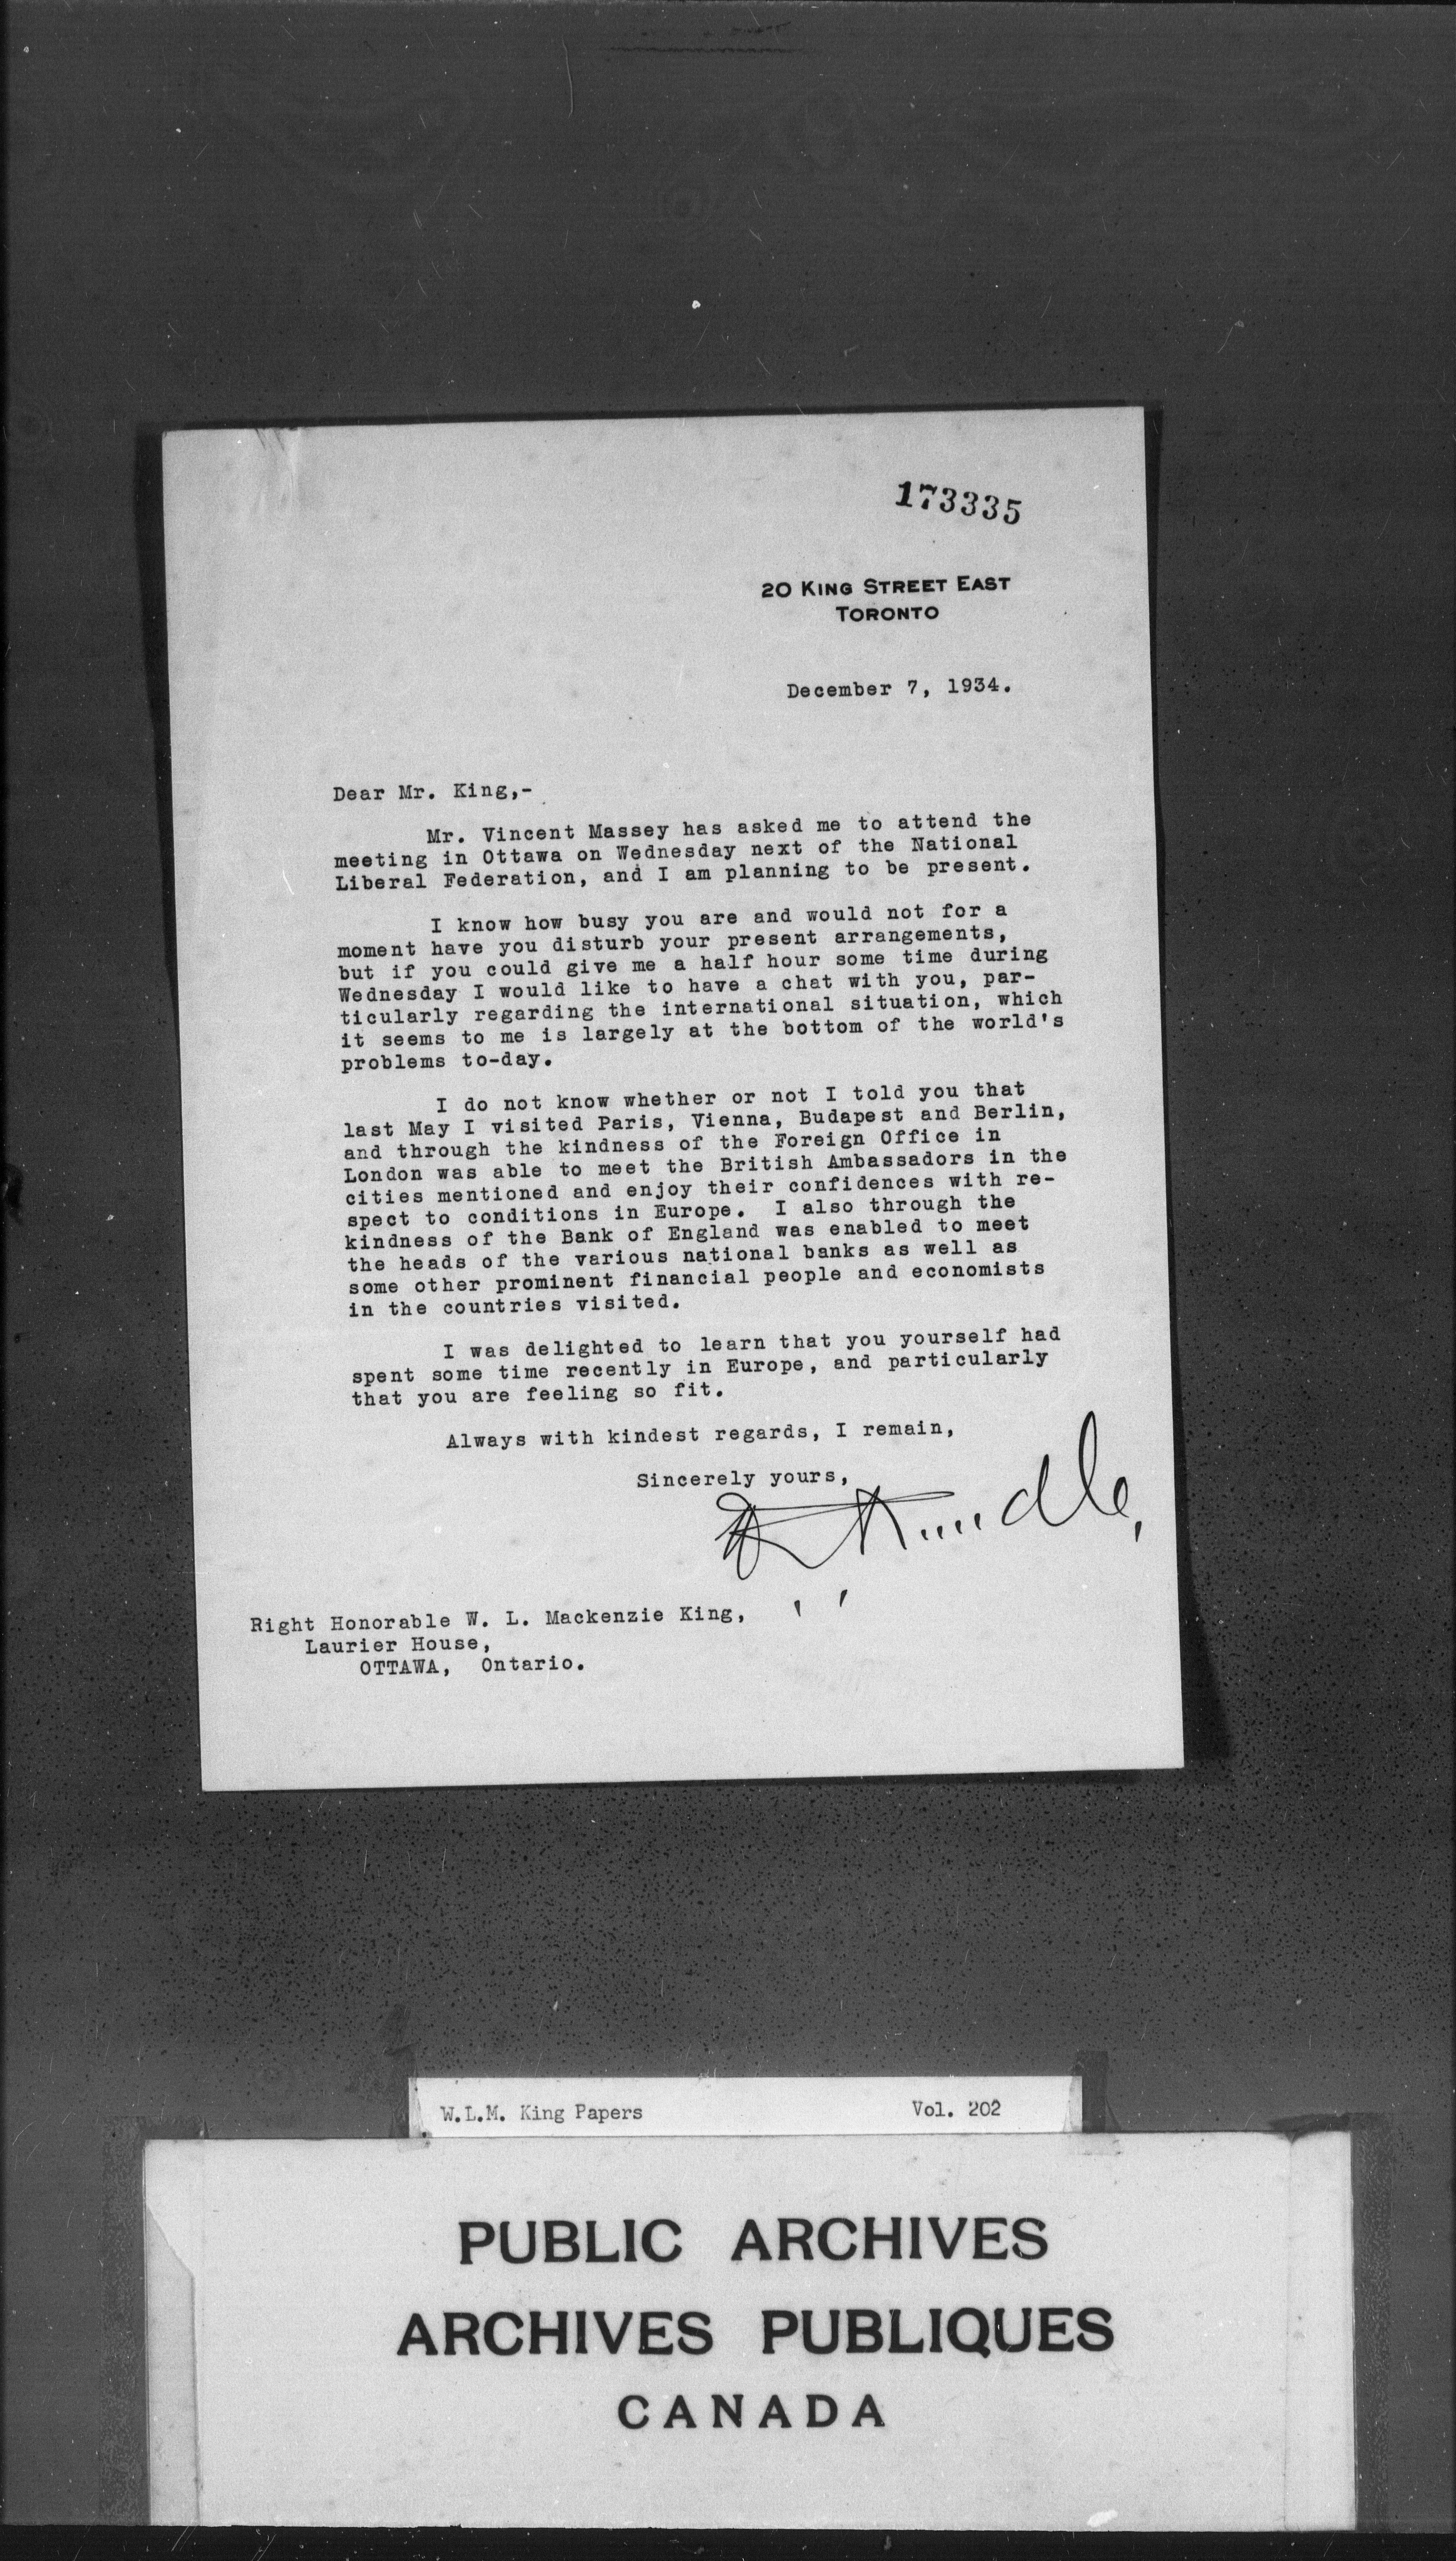 173335
20 KING STREET EAST
TORONTO
December 7, 1934.
Dear Mr. King,-
Mr. Vincent Massey has asked me to attend the
meeting in Ottawa on Wednesday next of the National
Liberal Federation, and I am planning to be present.
I know how busy you are and would not for a
moment have you disturb your present arrangements,
but if you could give me a half hour some time during
Wednesday I would like to have a chat with you, par-
ticularly regarding the international situation, which
it seems to me is largely at the bottom of the world's
problems to-day.
I do not know whether or not I told you that
last May I visited Paris, Vienna, Budapest and Berlin,
and through the kindness of the Foreign Office in
London was able to meet the British Ambassadors in the
cities mentioned and enjoy their confidences with re-
spect to conditions in Europe. I also through the
kindness of the Bank of England was enabled to meet
the heads of the various national banks as well as
some other prominent financial people and economists
in the countries visited.
I was delighted to learn that you yourself had
spent some time recently in Europe, and particularly
that you are feeling so fit.
Always with kindest regards, I remain,
Sincerely yours,
Right Honorable W. L. Mackenzie King,
Laurier House,
OTTAWA, Ontario.
W.L.M. King Papers Vol. 202
PUBLIC ARCHIVES
ARCHIVES PUBLIQUES
CANADA